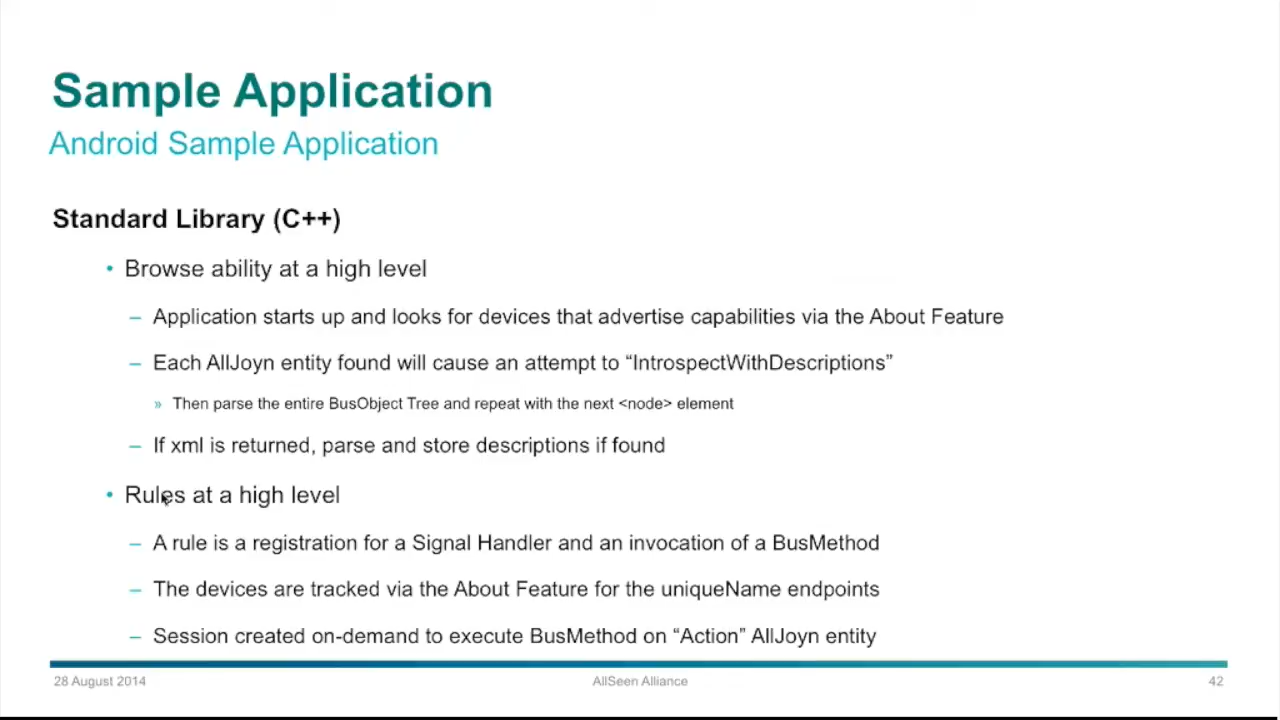 Sample Application
Android Sample Application
Standard Library (C++)
• Browse ability at a high level
– Application starts up and looks for devices that advertise capabilities via the About Feature
– Each AllJoyn entity found will cause an attempt to “IntrospectWithDescriptions”
» Then parse the entire BusObject Tree and repeat with the next <node> element
– If xml is returned, parse and store descriptions if found
• Rules at a high level
– A rule is a registration for a Signal Handler and an invocation of a BusMethod
– The devices are tracked via the About Feature for the uniqueName endpoints
– Session created on-demand to execute BusMethod on “Action” AllJoyn entity
28 August 2014 AllSeen Alliance 42